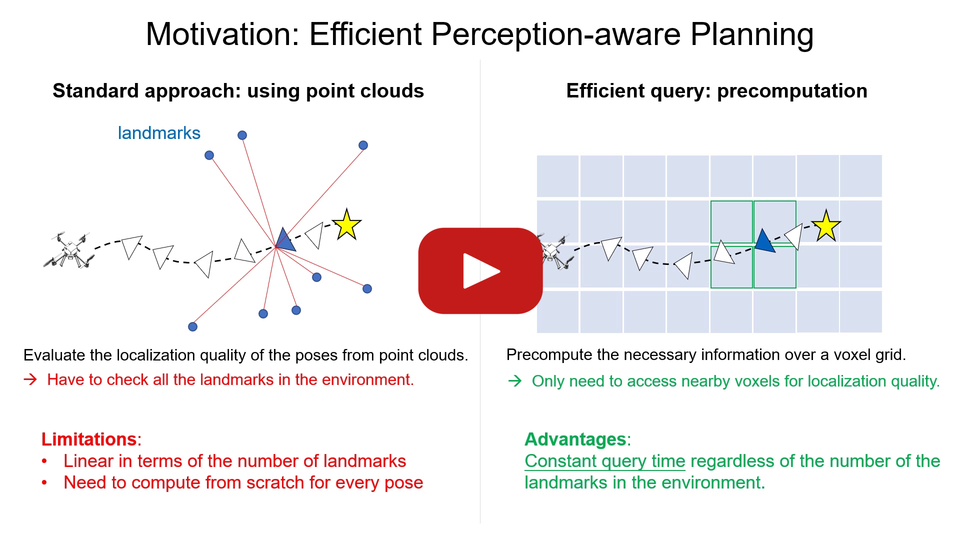 Motivation: Efficient Perception-aware Planning
Standard approach: using point clouds
landmarks
Evaluate the localization quality of the poses from point clouds.
→ Have to check all the landmarks in the environment.
Limitations:
• Linear in terms of the number of landmarks
• Need to compute from scratch for every pose
Efficient query: precomputation
Precompute the necessary information over a voxel grid.
→ Only need to access nearby voxels for localization quality.
Advantages:
Constant query time regardless of the number of the
landmarks in the environment.